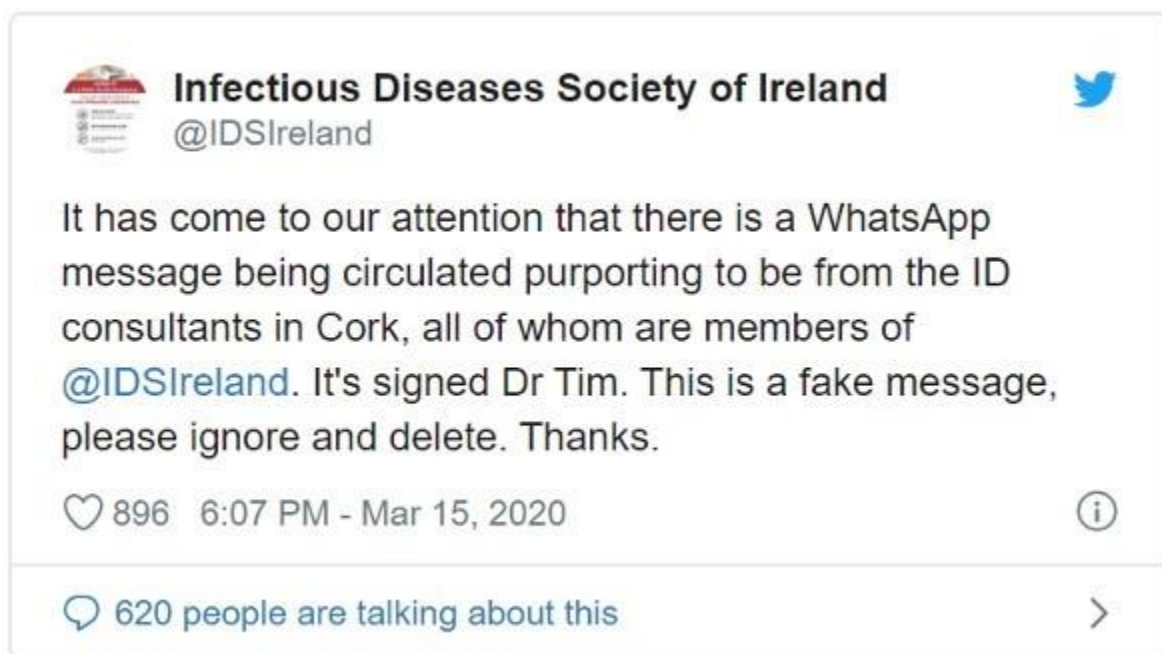 Infectious Diseases Society of Ireland
@IDSIreland
It has come to our attention that there is a WhatsApp
message being circulated purporting to be from the ID
consultants in Cork, all of whom are members of
@IDSIreland. It's signed Dr Tim. This is a fake message,
please ignore and delete. Thanks.
896 6:07 PM - Mar 15, 2020
620 people are talking about this